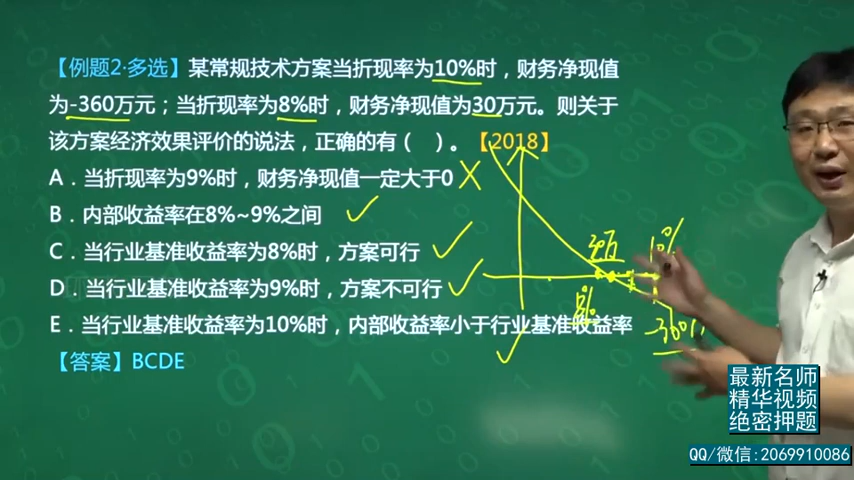 【例题2·多选】某常规技术方案当折现率为10%时，财务净现值
为-360万元；当折现率为8%时，财务净现值为30万元。则关于
该方案经济效果评价的说法，正确的有（ ）。【2018】
A．当折现率为9%时，财务净现值一定大于0
B．内部收益率在8%~9%之间
C．当行业基准收益率为8%时，方案可行
D．当行业基准收益率为9%时，方案不可行
E．当行业基准收益率为10%时，内部收益率小于行业基准收益率
【答案】BCDE
10%
8%
最新名师
精华视频
绝密押题
QQ/微信:2069910086